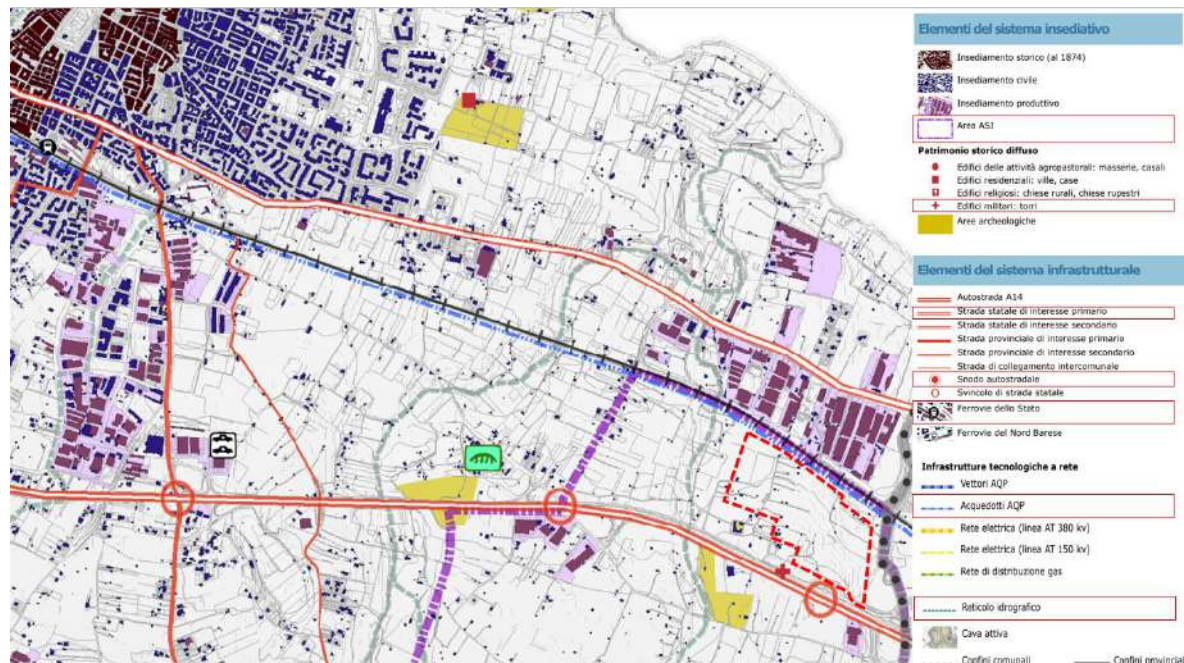 Elementi del sistema insediativo
Insediamento storico (al 1874)
Insediamento civile
Insediamento produttivo
Area ASI
Patrimonio storico diffuso
Edifici delle attività agropastorali: masserie, casali
Edifici residenziali: ville, case
Edifici religiosi: chiese rurali, chiese rupestri
Edifici militari: torri
Aree archeologiche
Elementi del sistema infrastrutturale
Autostrada A14
Strada statale di interesse primario
Strada statale di interesse secondario
Strada provinciale di interesse primario
Strada provinciale di interesse secondario
Strada di collegamento intercomunale
Snodo autostradale
Svincolo di strada statale
Ferrovie dello Stato
Ferrovie del Nord Barese
Infrastrutture tecnologiche a rete
Vettori AQP
Acquedotti AQP
Rete elettrica (linea AT 380 kv)
Rete elettrica (linea AT 150 kv)
Rete di distribuzione gas
Reticolo idrografico
Cava attiva
Confini comunali
Confini provinciali